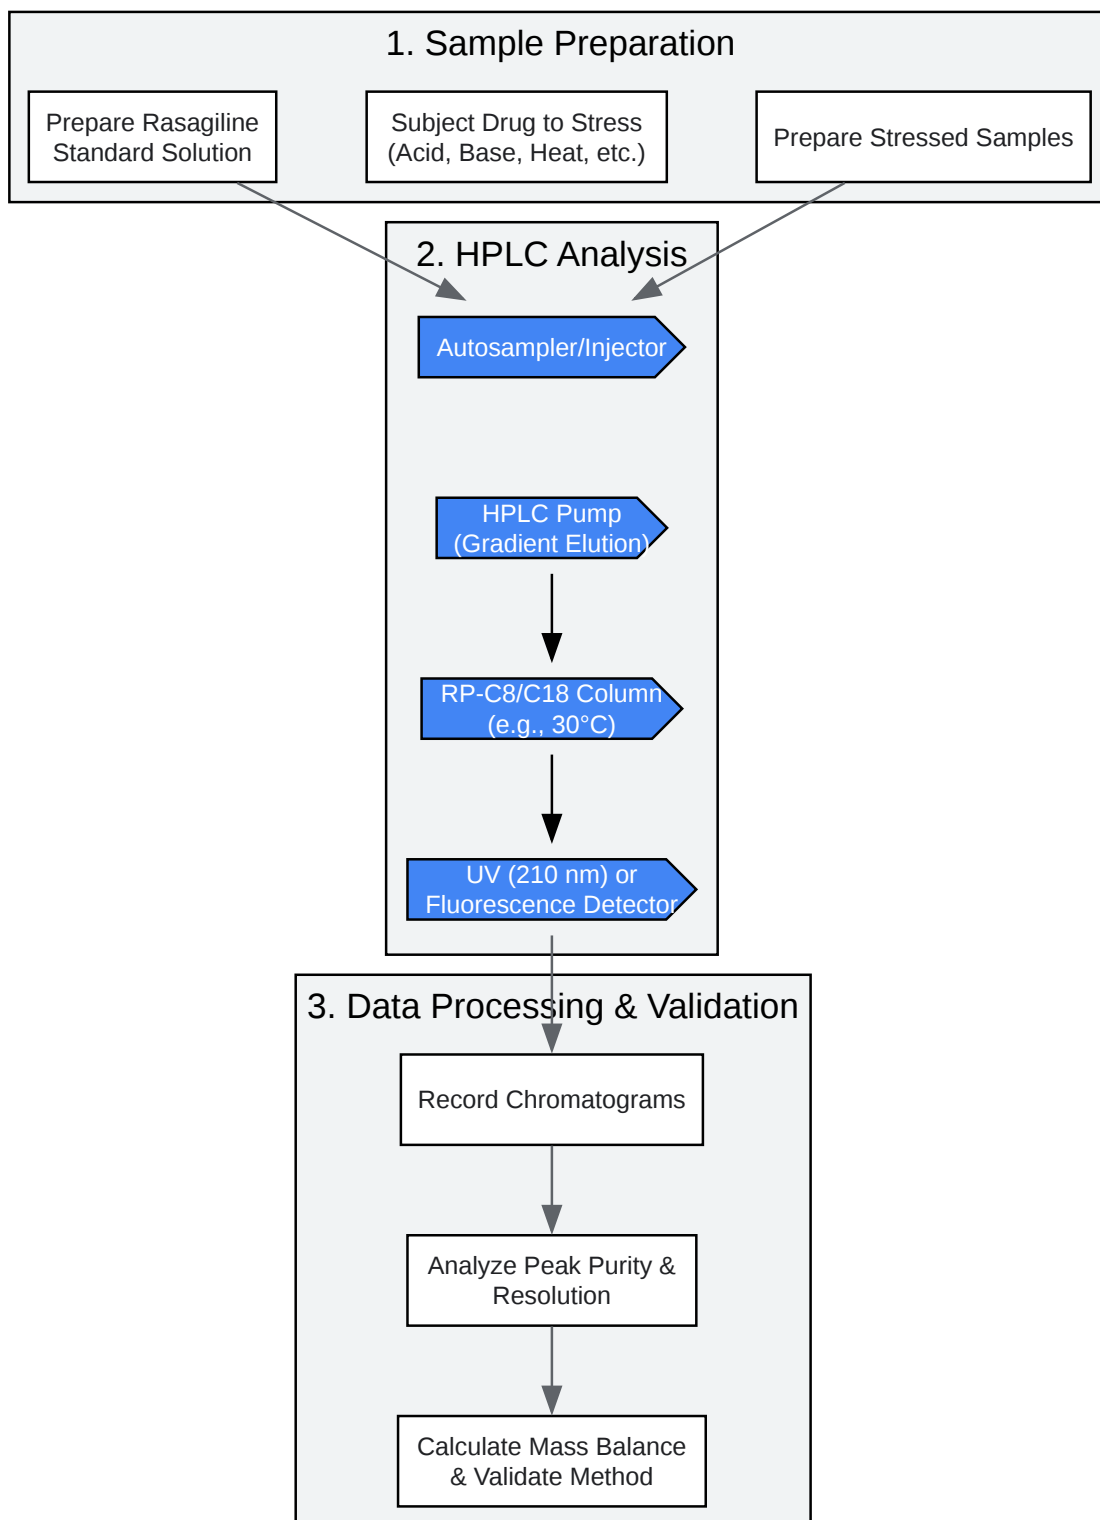 1. Sample Preparation
Prepare Rasagiline
Standard Solution
Subject Drug to Stress
(Acid, Base, Heat, etc.)
Prepare Stressed Samples
2. HPLC Analysis
Autosampler/Injector
HPLC Pump
(Gradient Elution)
RP-C8/C18 Column
(e.g., 30°C)
UV (210 nm) or
Fluorescence Detector
3. Data Processing & Validation
Record Chromatograms
Analyze Peak Purity &
Resolution
Calculate Mass Balance
& Validate Method